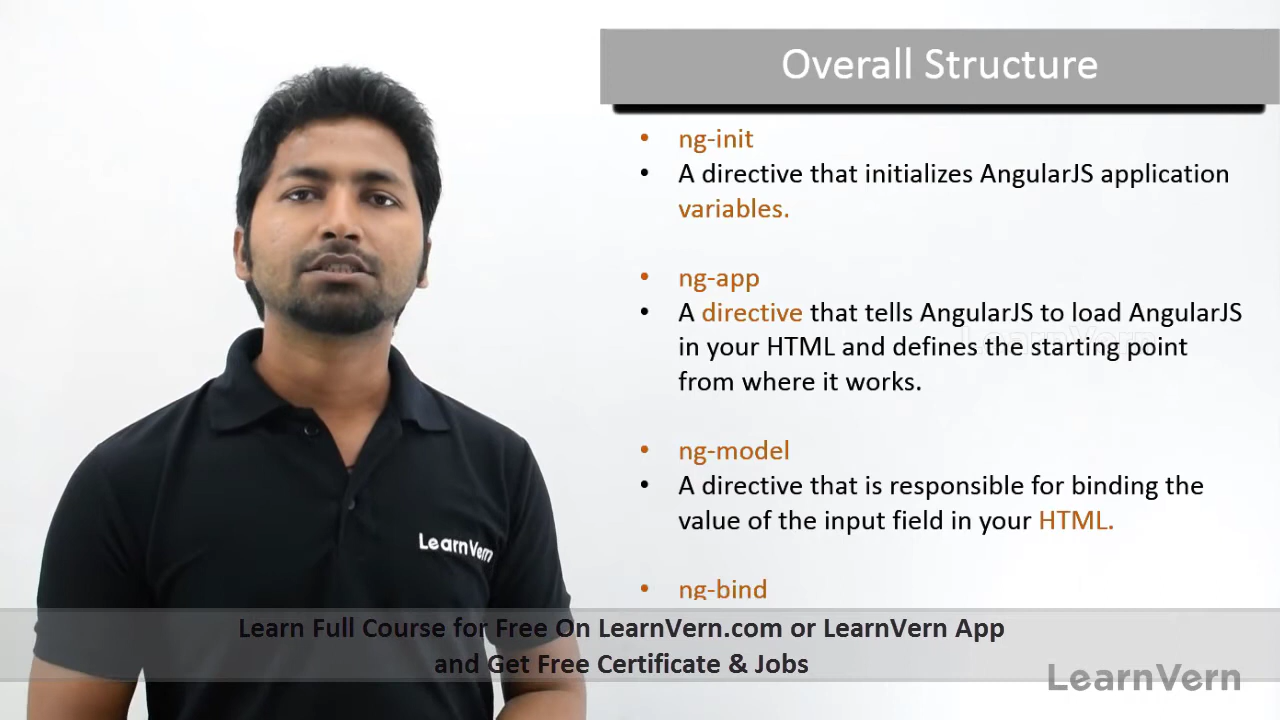 Overall Structure
• ng-init
• A directive that initializes AngularJS application
variables.
• ng-app
• A directive that tells AngularJS to load AngularJS
in your HTML and defines the starting point
from where it works.
• ng-model
• A directive that is responsible for binding the
value of the input field in your HTML.
• ng-bind
LearnVern
LearnVern
Learn Full Course for Free On LearnVern.com or LearnVern App
and Get Free Certificate & Jobs
LearnVern